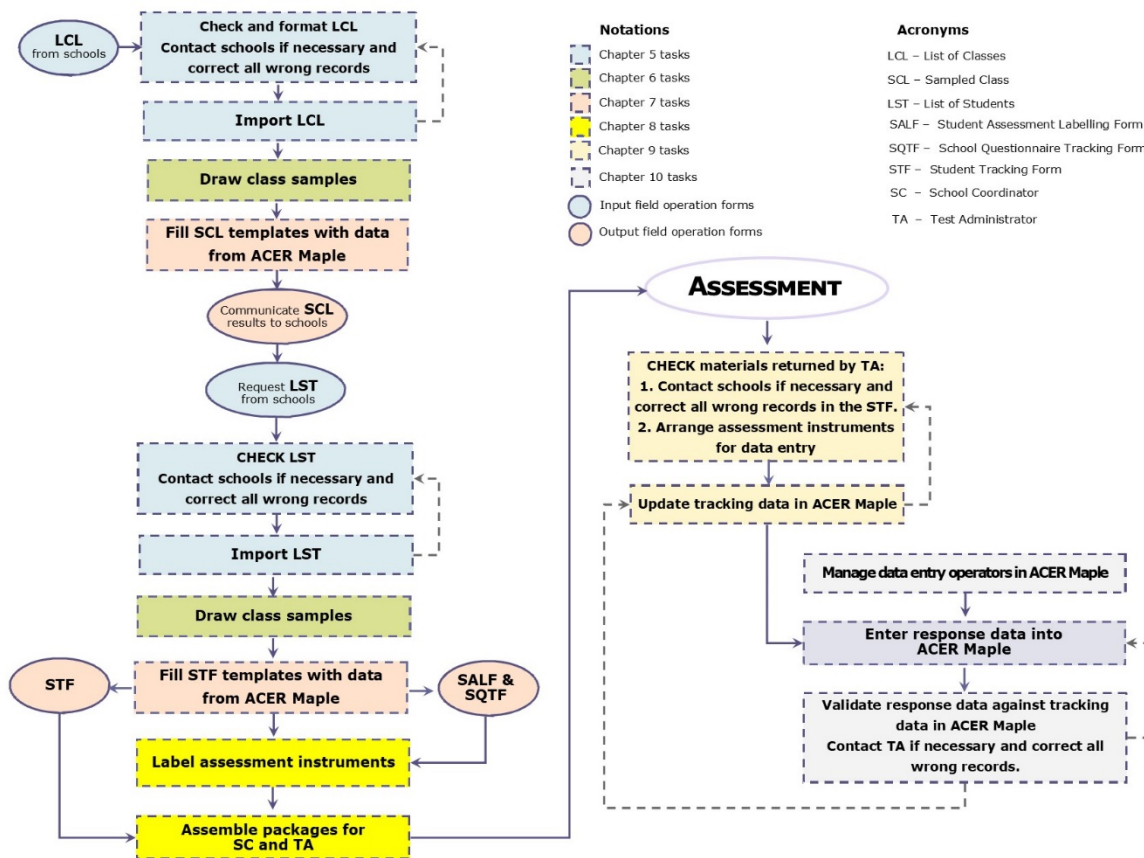 LCL
from schools
Check and format LCL
Contact schools if necessary and
correct all wrong records
Import LCL
Draw class samples
Fill SCL templates with data
from ACER Maple
Communicate SCL
results to schools
Request LST
from schools
CHECK LST
Contact schools if necessary and
correct all wrong records
Import LST
Draw class samples
Fill STF templates with data
from ACER Maple
STF
SALF &
SQTF
Label assessment instruments
Assemble packages for
SC and TA
Notations
Chapter 5 tasks
Chapter 6 tasks
Chapter 7 tasks
Chapter 8 tasks
Chapter 9 tasks
Chapter 10 tasks
Input field operation forms
Output field operation forms
Acronyms
LCL – List of Classes
SCL – Sampled Class
LST – List of Students
SALF – Student Assessment Labelling Form
SQTF – School Questionnaire Tracking Form
STF – Student Tracking Form
SC – School Coordinator
TA – Test Administrator
ASSESSMENT
CHECK materials returned by TA:
1. Contact schools if necessary and
correct all wrong records in the STF.
2. Arrange assessment instruments
for data entry
Update tracking data in ACER Maple
Manage data entry operators in ACER Maple
Enter response data into
ACER Maple
Validate response data against tracking
data in ACER Maple
Contact TA if necessary and correct all
wrong records.